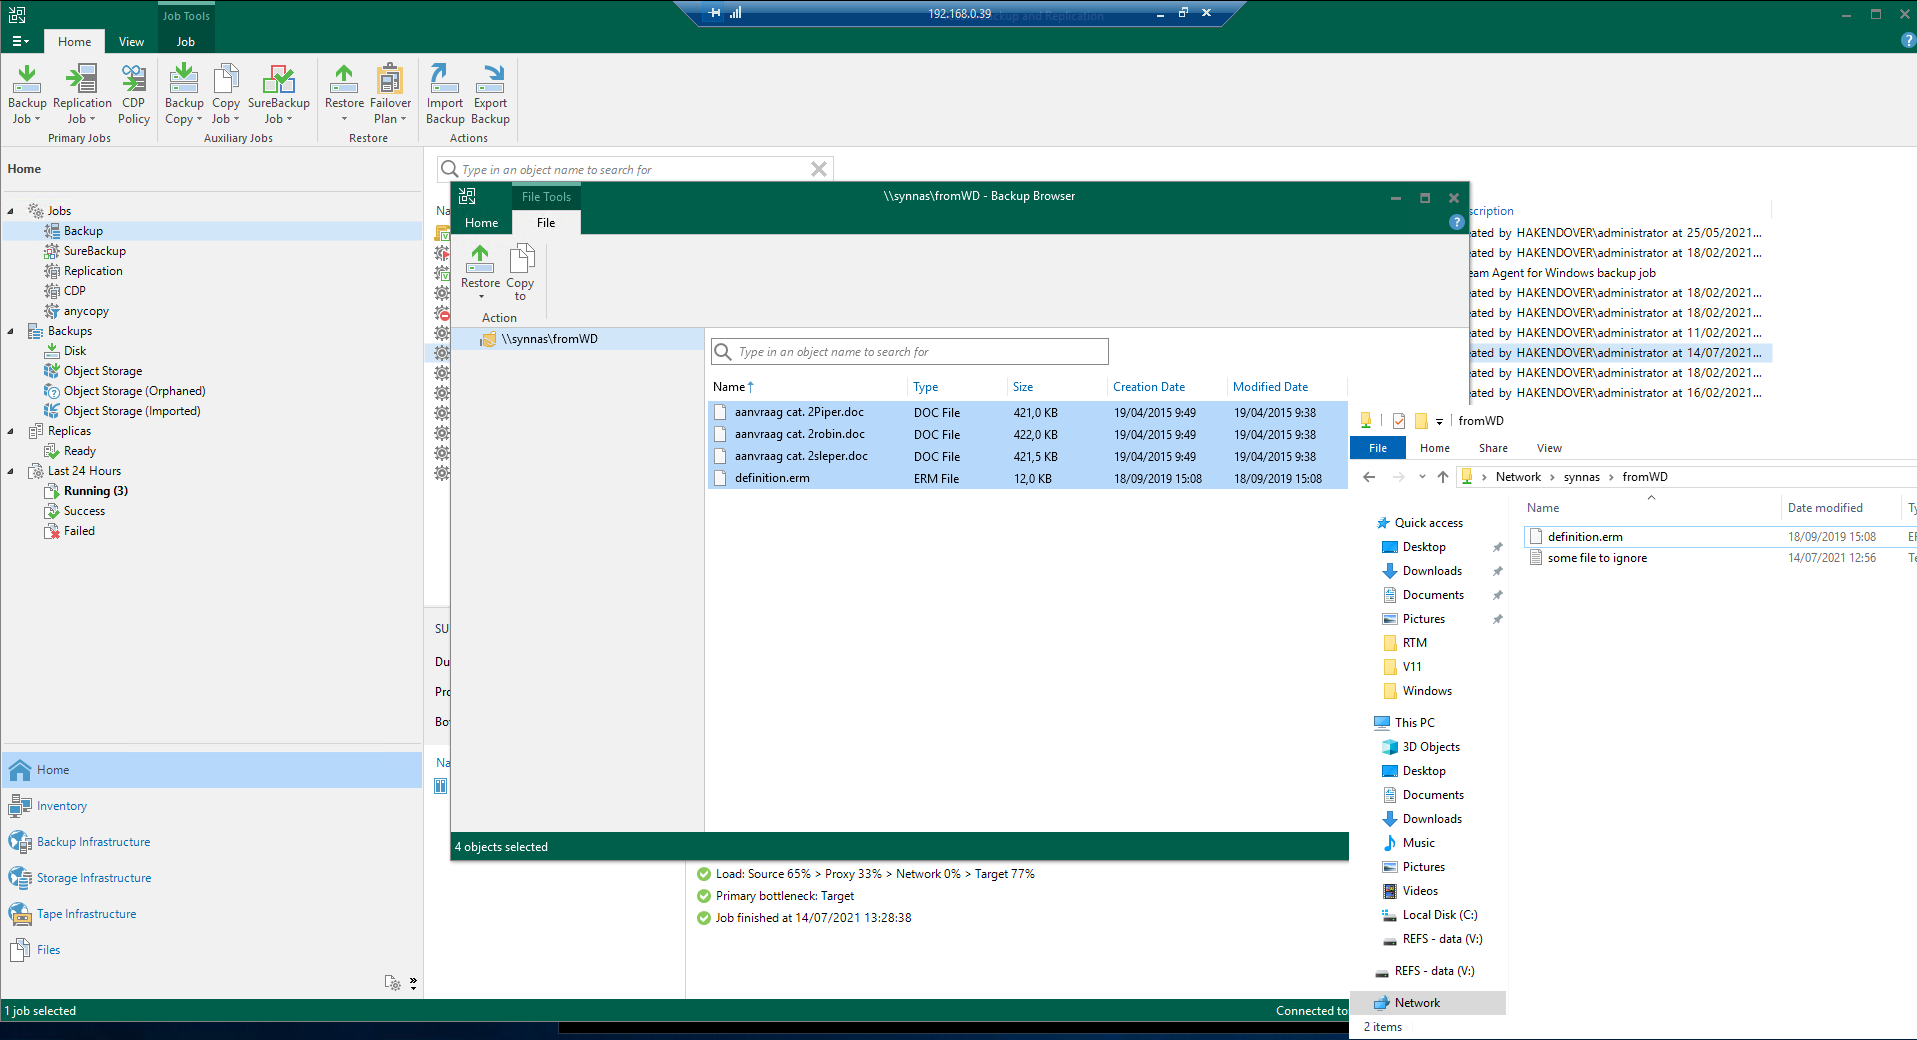 Job Tools
192.168.0.39
ckup and Replication
Home
View
Job
Backup Job
Replication Job
CDP Policy
Backup Copy
Copy Job
SureBackup Job
Restore
Failover Plan
Import Backup
Export Backup
Primary Jobs
Auxiliary Jobs
Restore
Actions
Home
Type in an object name to search for
Jobs
Backup
SureBackup
Replication
CDP
anycopy
Backups
Disk
Object Storage
Object Storage (Orphaned)
Object Storage (Imported)
Replicas
Ready
Last 24 Hours
Running (3)
Success
Failed
Home
Inventory
Backup Infrastructure
Storage Infrastructure
Tape Infrastructure
Files
1 job selected
Connected to
Na
SU
Du
Pro
Bo
Na
File Tools
\\synnas\fromWD - Backup Browser
Home
File
Restore
Copy to
Action
\\synnas\fromWD
Type in an object name to search for
Name Type Size Creation Date Modified Date
aanvraag cat. 2Piper.doc DOC File 421,0 KB 19/04/2015 9:49 19/04/2015 9:38
aanvraag cat. 2robin.doc DOC File 422,0 KB 19/04/2015 9:49 19/04/2015 9:38
aanvraag cat. 2sleper.doc DOC File 421,5 KB 19/04/2015 9:49 19/04/2015 9:38
definition.erm ERM File 12,0 KB 18/09/2019 15:08 18/09/2019 15:08
4 objects selected
Load: Source 65% > Proxy 33% > Network 0% > Target 77%
Primary bottleneck: Target
Job finished at 14/07/2021 13:28:38
scription
eated by HAKENDOVER\administrator at 25/05/2021...
eated by HAKENDOVER\administrator at 18/02/2021...
eam Agent for Windows backup job
eated by HAKENDOVER\administrator at 18/02/2021...
eated by HAKENDOVER\administrator at 18/02/2021...
eated by HAKENDOVER\administrator at 11/02/2021...
eated by HAKENDOVER\administrator at 14/07/2021...
eated by HAKENDOVER\administrator at 18/02/2021...
eated by HAKENDOVER\administrator at 16/02/2021...
fromWD
File
Home
Share
View
Network > synnas > fromWD
Name Date modified Ty
definition.erm 18/09/2019 15:08 EF
some file to ignore 14/07/2021 12:56 Te
Quick access
Desktop
Downloads
Documents
Pictures
RTM
V11
Windows
This PC
3D Objects
Desktop
Documents
Downloads
Music
Pictures
Videos
Local Disk (C:)
REFS - data (V:)
REFS - data (V:)
Network
2 items